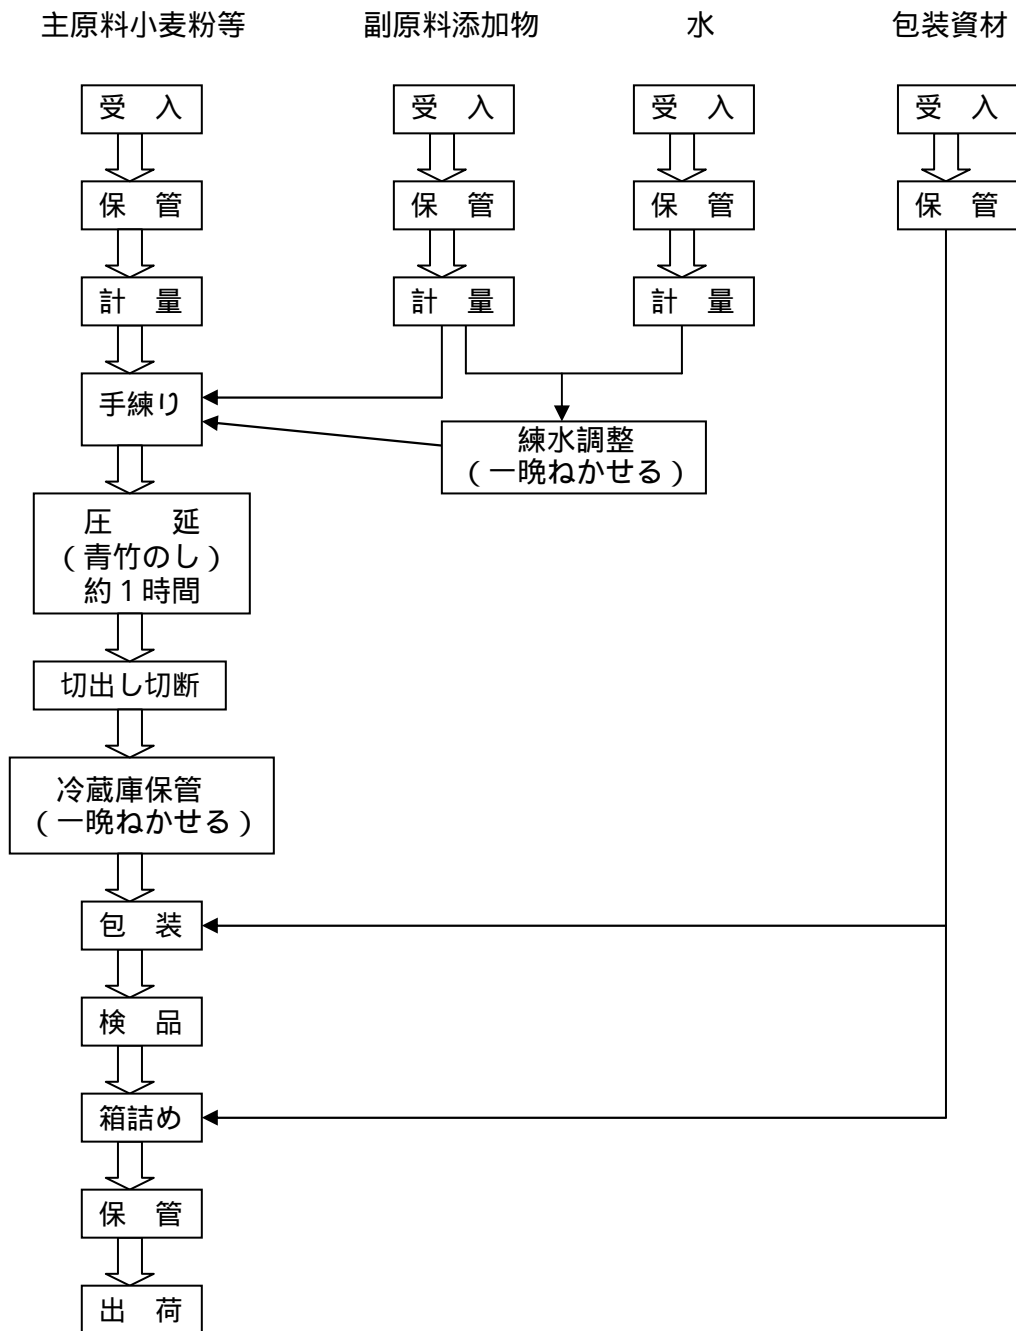 主原料小麦粉等
副原料添加物
水
包装資材
受　入
受　入
受　入
受　入
保　管
保　管
保　管
保　管
計　量
計　量
計　量
手練り
練水調整
（一晩ねかせる）
圧　　延
（青竹のし）
約１時間
切出し切断
冷蔵庫保管
（一晩ねかせる）
包　装
検　品
箱詰め
保　管
出　荷